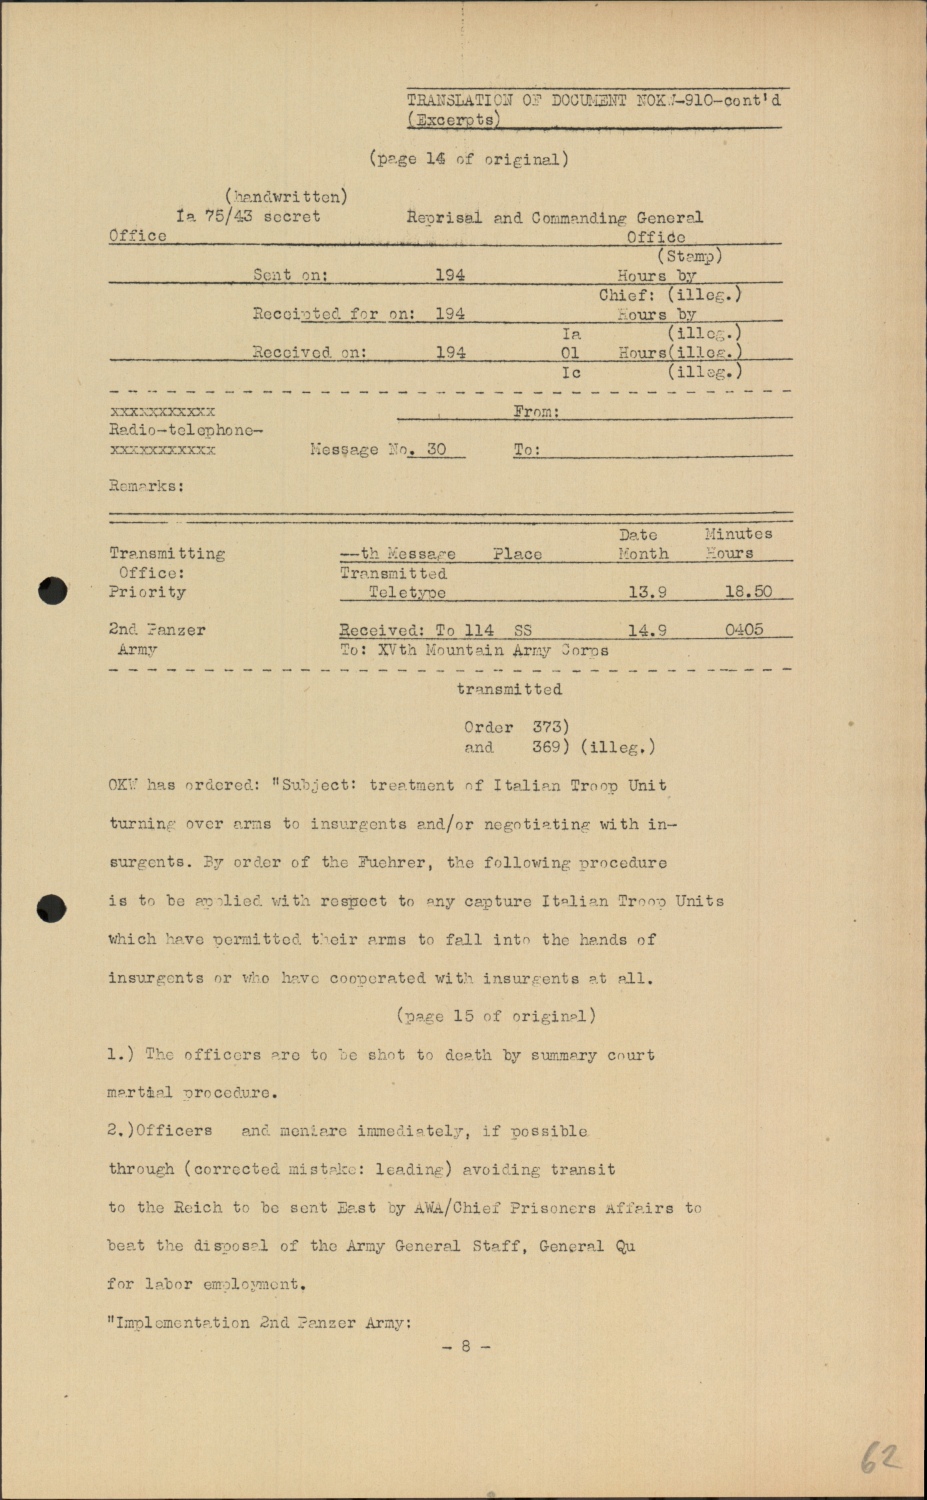 TRANSLATION OF DOCUMENT NOKW-910-cont'd
(Excerpts)
(page 14 of original)
(handwritten)
Ia 75/43 secret Reprisal and Commanding General
Office Office
(Stamp)
Sent on: 194 Hours by
Chief: (illeg.)
Receipted for on: 194 Hours by
Ia (illeg.)
Received on: 194 01 Hours(illeg.)
Ic (illeg.)
xxxxxxxxxxx From:
Radio-telephone-
xxxxxxxxxxx Message No. 30 To:
Remarks:
Date Minutes
Transmitting --th Message Place Month Hours
Office: Transmitted
Priority Teletype 13.9 18.50
2nd Panzer Received: To 114 SS 14.9 0405
Army To: XVth Mountain Army Corps
transmitted
Order 373)
and 369) (illeg.)
OKW has ordered: "Subject: treatment of Italian Troop Unit
turning over arms to insurgents and/or negotiating with in-
surgents. By order of the Fuehrer, the following procedure
is to be applied with respect to any capture Italian Troop Units
which have permitted their arms to fall into the hands of
insurgents or who have cooperated with insurgents at all.
(page 15 of original)
1.) The officers are to be shot to death by summary court
martial procedure.
2.)Officers and menìare immediately, if possible
through (corrected mistake: leading) avoiding transit
to the Reich to be sent East by AWA/Chief Prisoners Affairs to
beat the disposal of the Army General Staff, General Qu
for labor employment.
"Implementation 2nd Panzer Army:
- 8 -
62